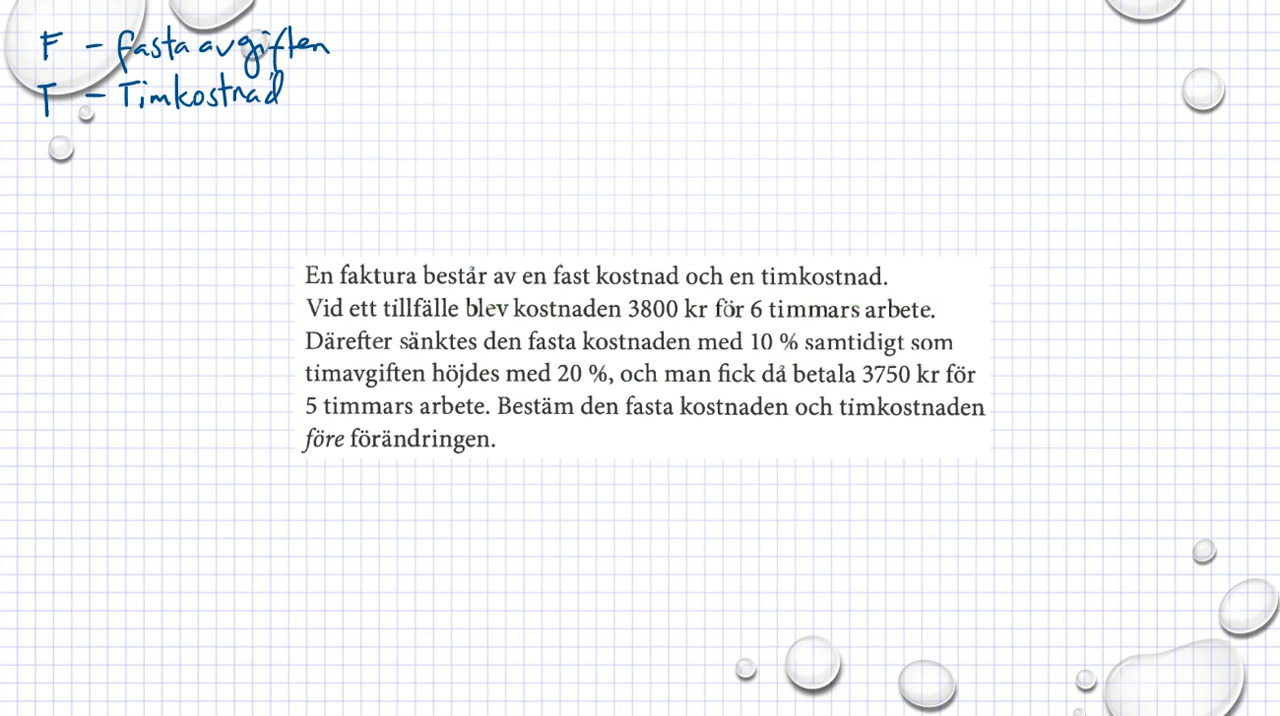 F - fasta avgiften
T - Timkostnad
En faktura består av en fast kostnad och en timkostnad.
Vid ett tillfälle blev kostnaden 3800 kr för 6 timmars arbete.
Därefter sänktes den fasta kostnaden med 10 % samtidigt som
timavgiften höjdes med 20 %, och man fick då betala 3750 kr för
5 timmars arbete. Bestäm den fasta kostnaden och timkostnaden
före förändringen.